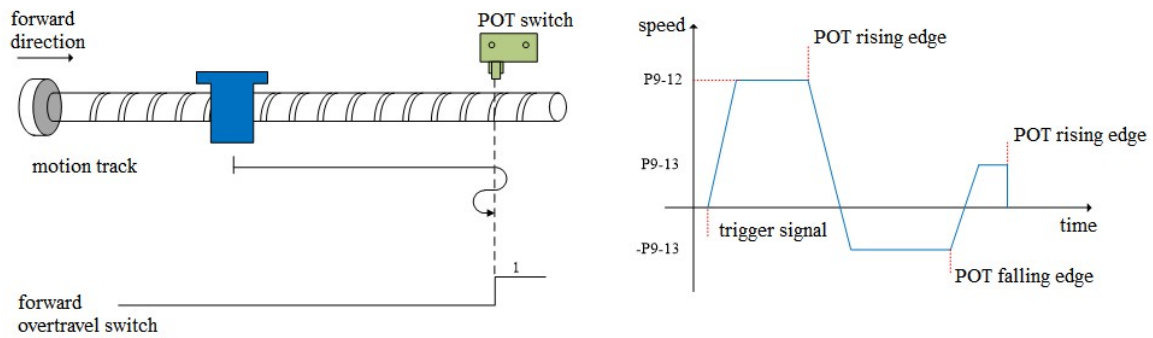 forward
direction
POT switch
motion track
1
forward
overtravel switch
speed
POT rising edge
P9-12
POT rising edge
P9-13
time
trigger signal
-P9-13
POT falling edge